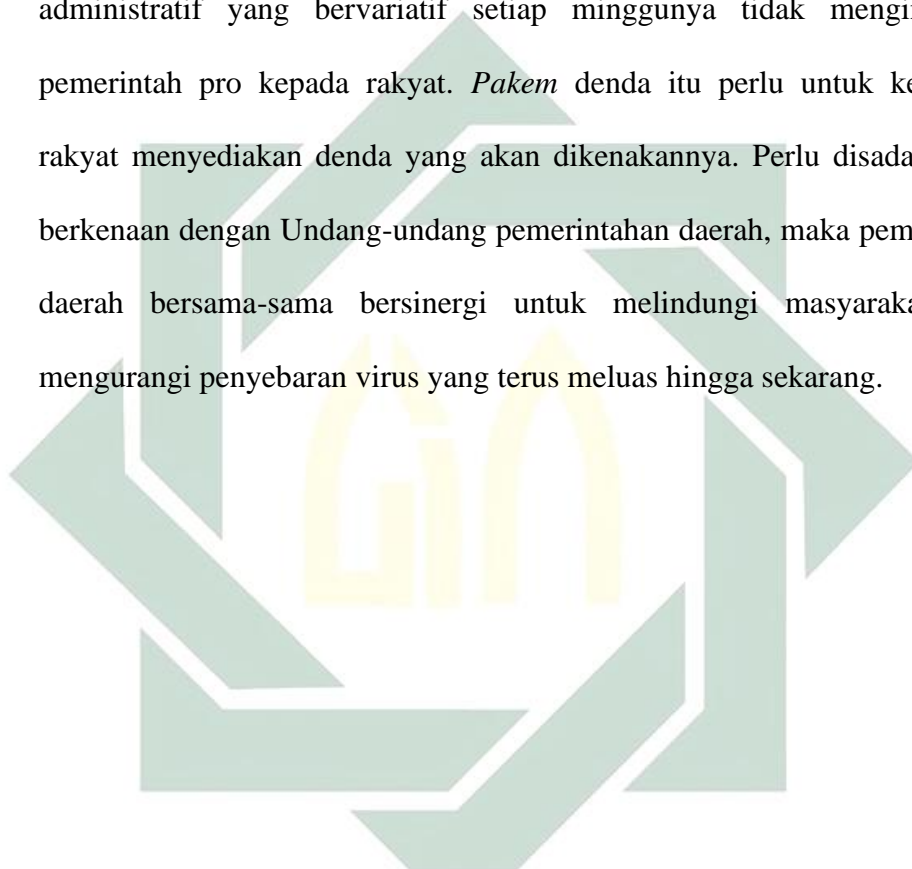 administratif yang bervariatif setiap minggunya tidak
pemerintah pro kepada rakyat. Pakem denda itu perlu untuk
rakyat menyediakan denda yang akan dikenakannya. Perlu
berkenaan dengan Undang-undang pemerintahan daerah, maka
daerah bersama-sama bersinergi untuk melindungi
mengurangi penyebaran virus yang terus meluas hingga sekarang.